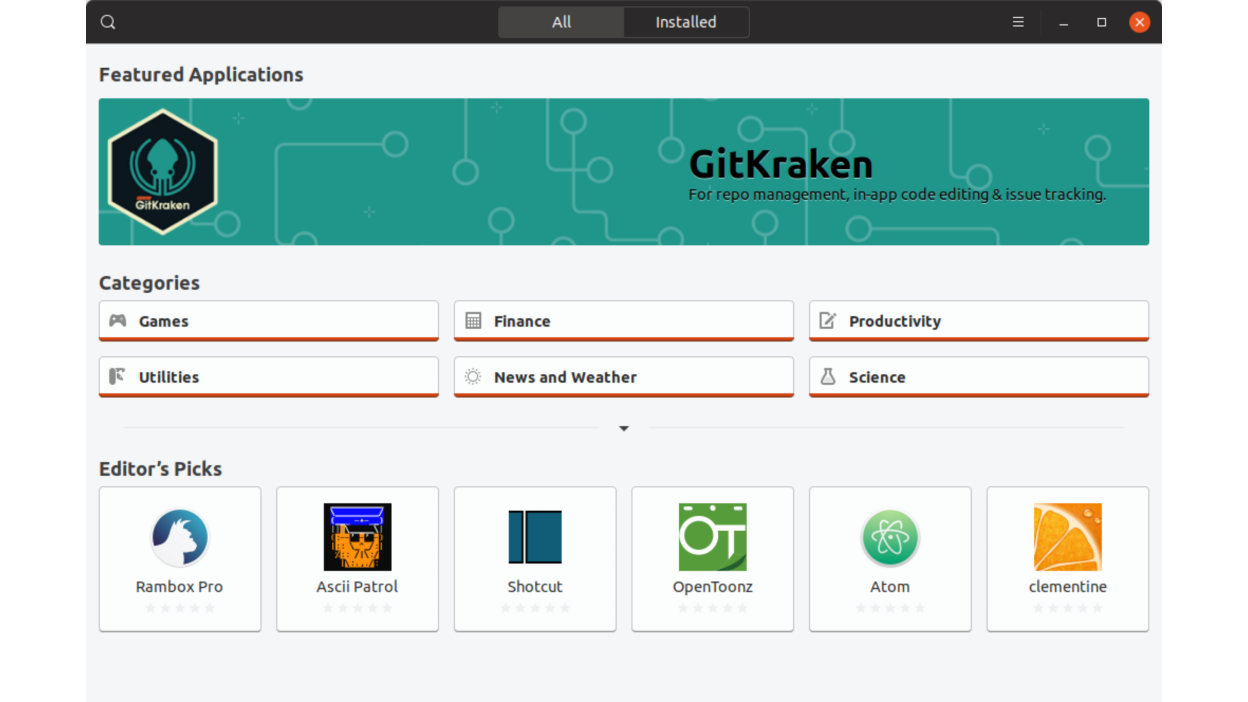 All
Installed
Featured Applications
GitKraken
GitKraken
For repo management, in-app code editing & issue tracking.
Categories
Games
Finance
Productivity
Utilities
News and Weather
Science
Editor’s Picks
OT
Rambox Pro
Ascii Patrol
Shotcut
OpenToonz
Atom
clementine